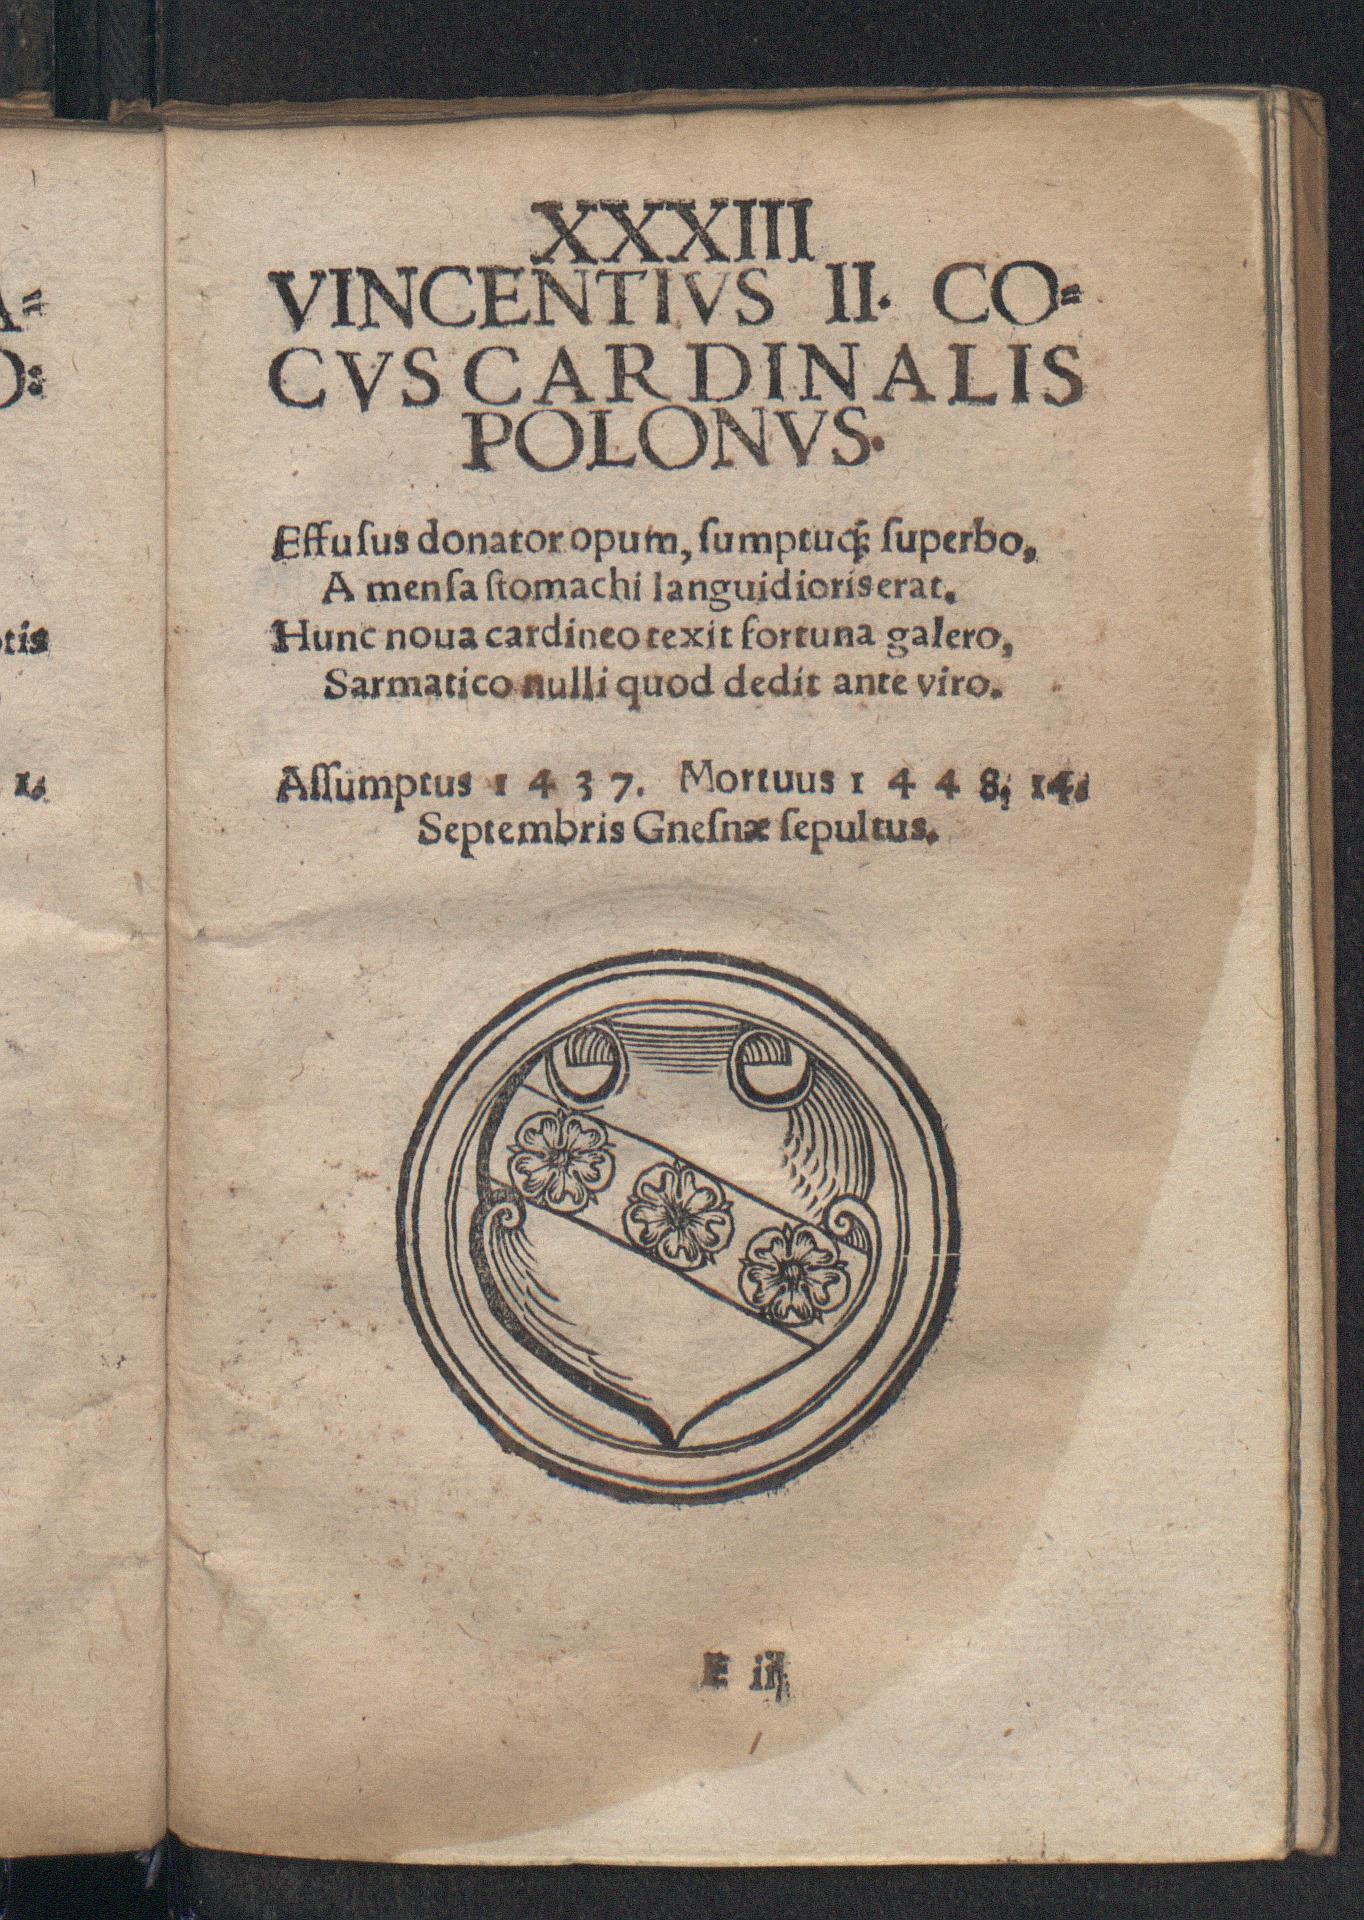 XXXIII
VINCENTIVS II. CO=
CVS CARDINALIS
POLONVS.
Effuſus donator opum, ſumptuq́; ſuperbo,
A menſa ſtomachi languidioris erat.
Hunc noua cardineo texit fortuna galero,
Sarmatico nulli quod dedit ante viro.
Aſſumptus 1 4 3 7. Mortuus 1 4 4 8; 14.
Septembris Gneſnæ ſepultus.
E iij